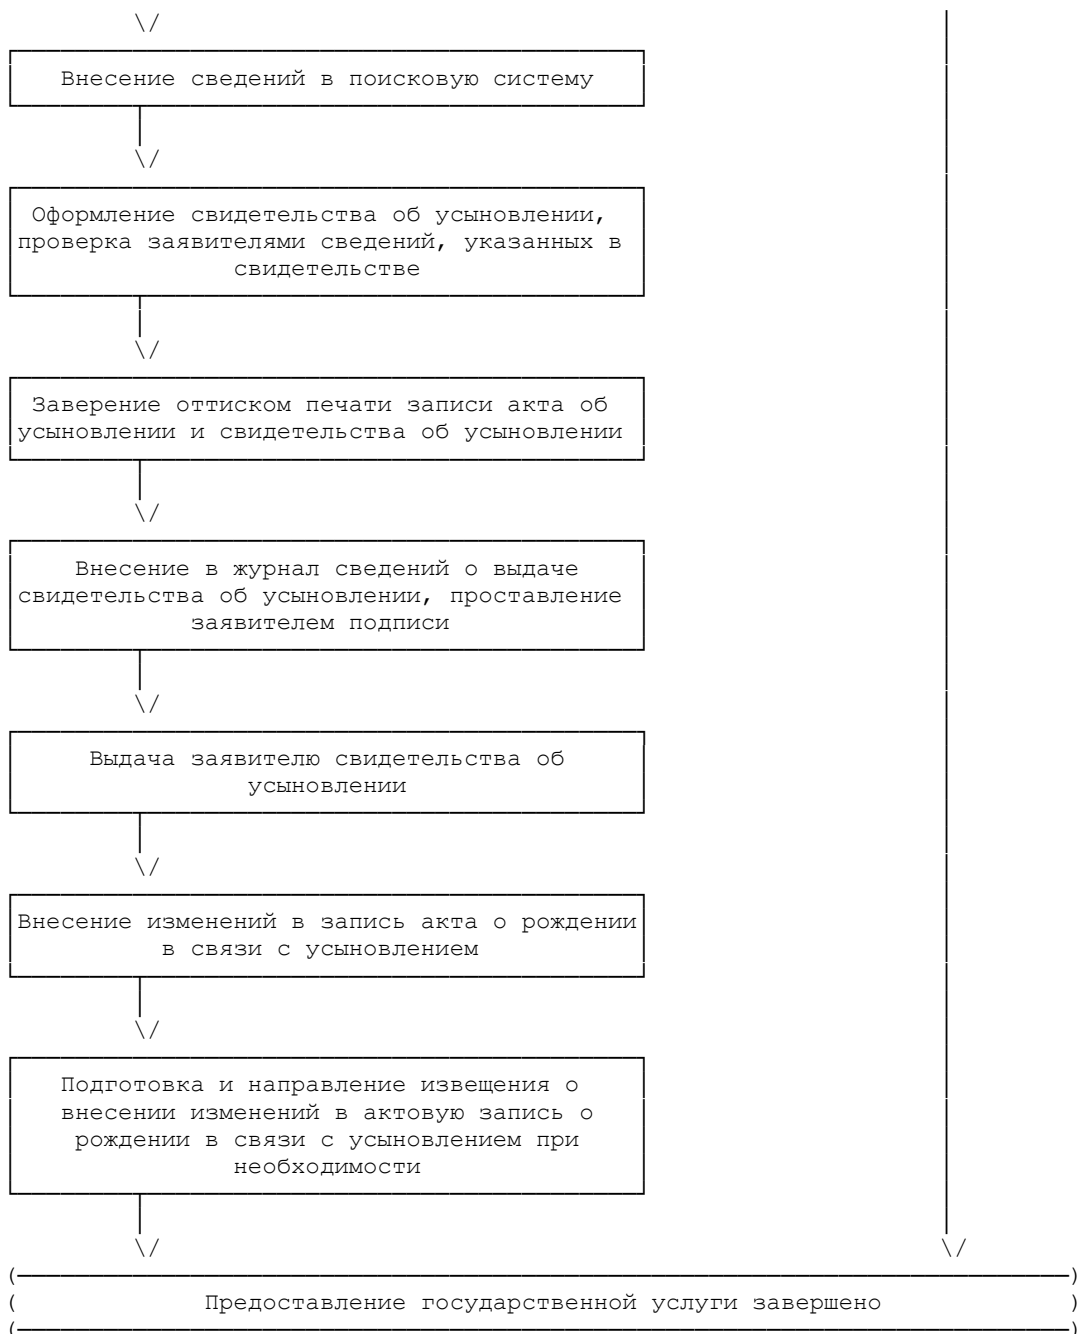 Внесение сведений в поисковую систему
Оформление свидетельства об усыновлении,
проверка заявителями сведений, указанных в
свидетельстве
Заверение оттиском печати записи акта об
усыновлении и свидетельства об усыновлении
Внесение в журнал сведений о выдаче
свидетельства об усыновлении, проставление
заявителем подписи
Выдача заявителю свидетельства об
усыновлении
Внесение изменений в запись акта о рождении
в связи с усыновлением
Подготовка и направление извещения о
внесении изменений в актовую запись о
рождении в связи с усыновлением при
необходимости
Предоставление государственной услуги завершено